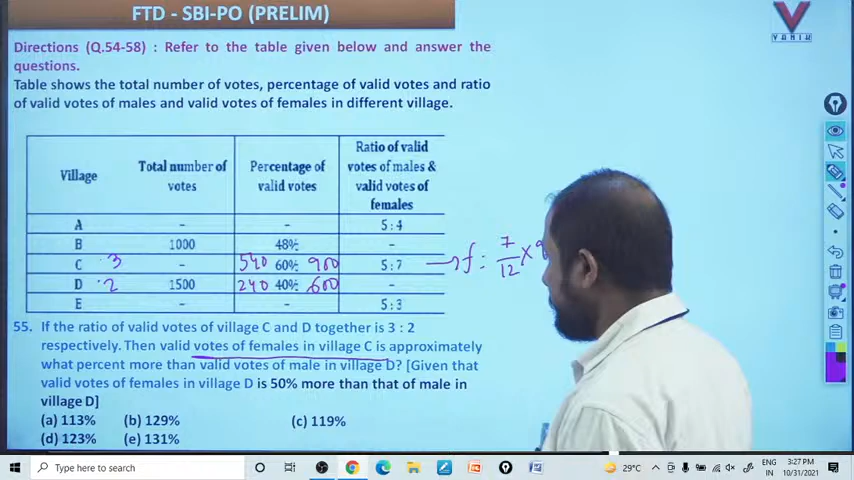 FTD - SBI-PO (PRELIM)
Directions (Q.54-58) : Refer to the table given below and answer the
questions.
Table shows the total number of votes, percentage of valid votes and ratio
of valid votes of males and valid votes of females in different village.
Village
Total number of votes
Percentage of valid votes
Ratio of valid votes of males & valid votes of females
A - - 5 : 4
B 1000 48% -
C .3 - 540 60% 900 5 : 7 → f = 7/12 × 9
D .2 1500 240 40% 600 -
E - - 5 : 3
55. If the ratio of valid votes of village C and D together is 3 : 2
respectively. Then valid votes of females in village C is approximately
what percent more than valid votes of male in village D? [Given that
valid votes of females in village D is 50% more than that of male in
village D]
(a) 113% (b) 129% (c) 119%
(d) 123% (e) 131%
Type here to search
29°C
ENG
IN
3:27 PM
10/31/2021